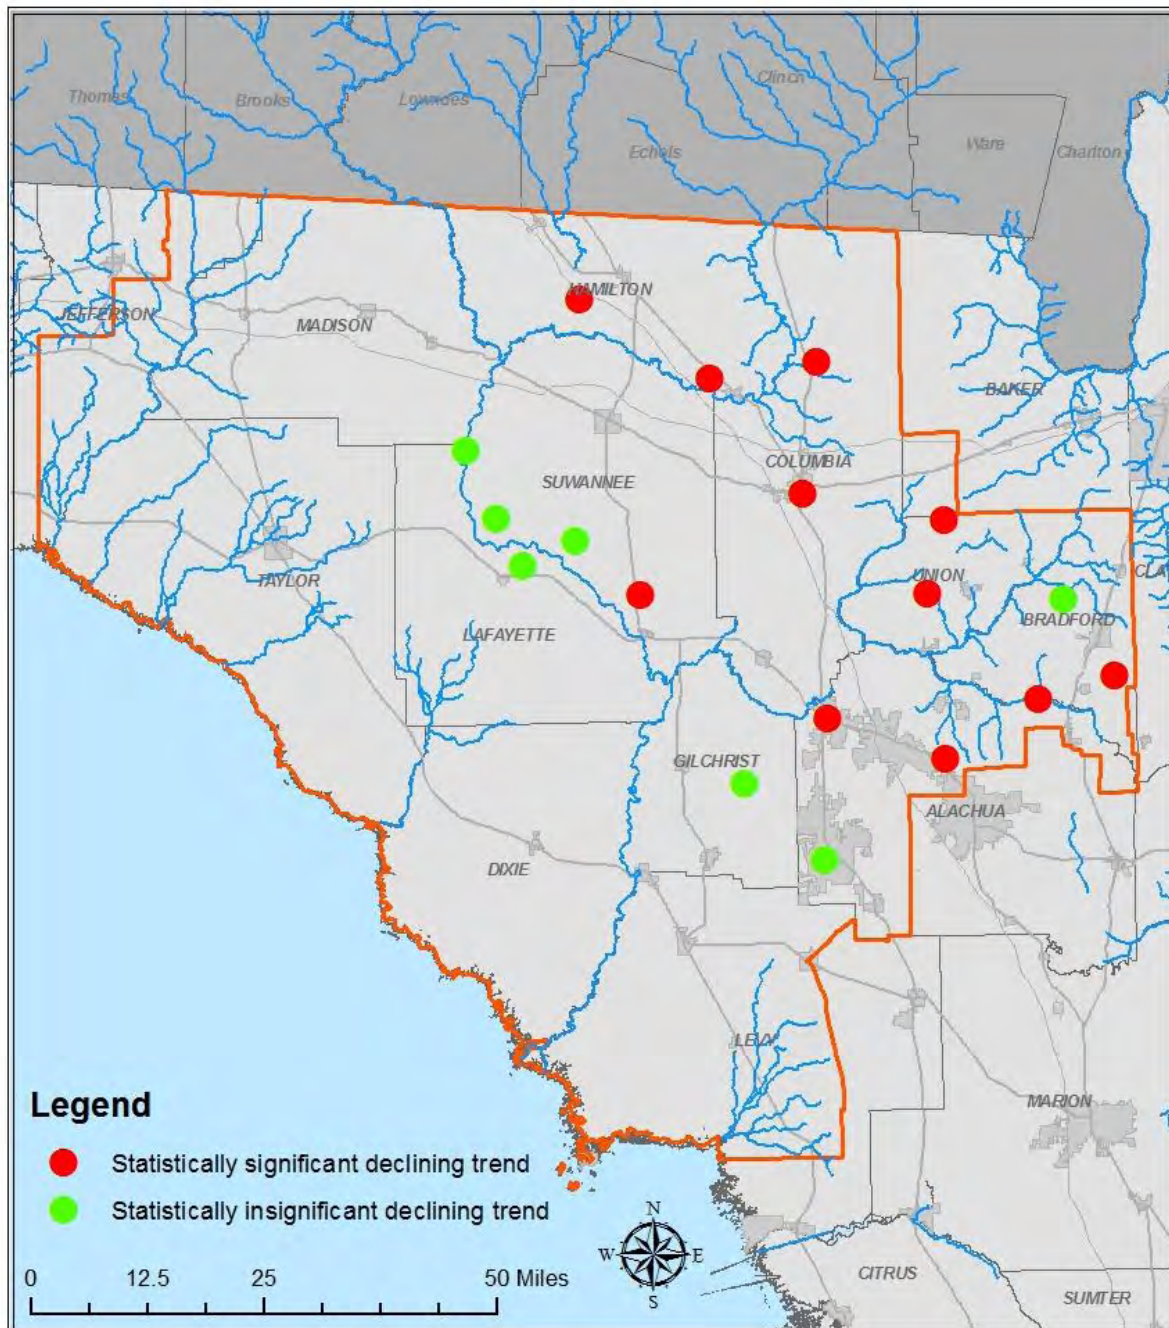 Clinch
Thomas
Brooks
Lowndes
Echols
Ware
Charlton
HAMILTON
JEFFERSON
MADISON
BAKER
COLUMBIA
SUWANNEE
TAYLOR
UNION
CLA
BRADFORD
LAFAYETTE
GILCHRIST
ALACHUA
DIXIE
LEVY
MARION
Legend
Statistically significant declining trend
Statistically insignificant declining trend
N
W E
S
0 12.5 25 50 Miles
CITRUS
SUMTER